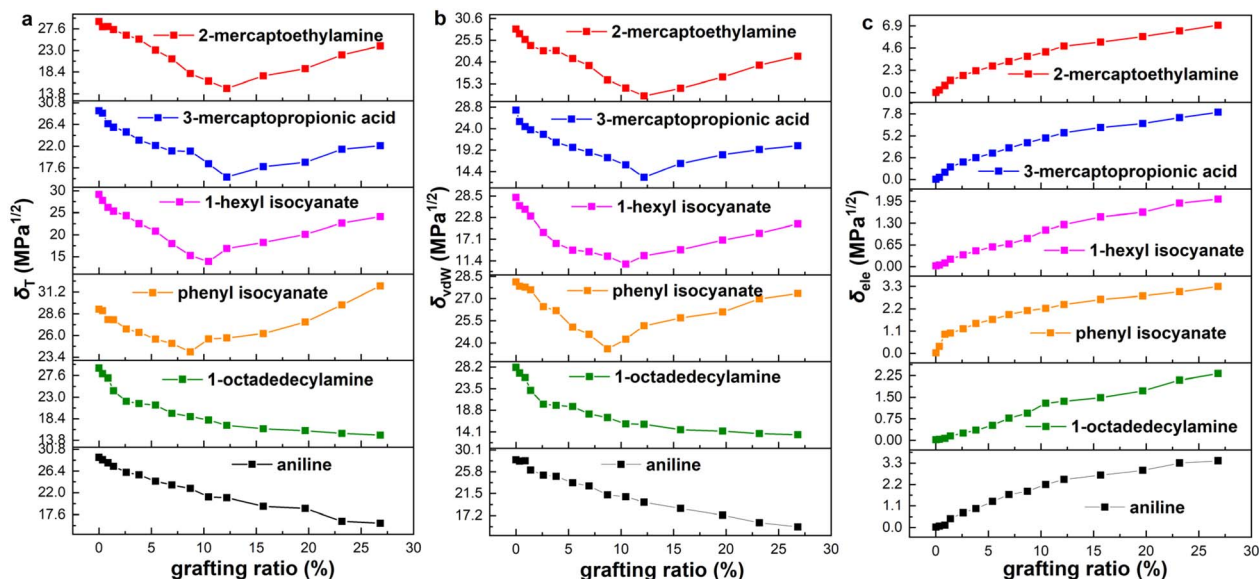 a
27.6
23.0
18.4
13.8
2-mercaptoethylamine
30.8
26.4
22.0
17.6
3-mercaptopropionic acid
30
25
20
15
1-hexyl isocyanate
31.2
28.6
26.0
23.4
phenyl isocyanate
27.6
23.0
18.4
13.8
1-octadedecylamine
30.8
26.4
22.0
17.6
aniline
δT (MPa1/2)
0 5 10 15 20 25 30
grafting ratio (%)
b
30.6
25.5
20.4
15.3
2-mercaptoethylamine
28.8
24.0
19.2
14.4
3-mercaptopropionic acid
28.5
22.8
17.1
11.4
1-hexyl isocyanate
28.5
27.0
25.5
24.0
phenyl isocyanate
28.2
23.5
18.8
14.1
1-octadedecylamine
30.1
25.8
21.5
17.2
aniline
δvdW (MPa1/2)
0 5 10 15 20 25 30
grafting ratio (%)
c
6.9
4.6
2.3
0.0
2-mercaptoethylamine
7.8
5.2
2.6
0.0
3-mercaptopropionic acid
1.95
1.30
0.65
0.00
1-hexyl isocyanate
3.3
2.2
1.1
0.0
phenyl isocyanate
2.25
1.50
0.75
0.00
1-octadedecylamine
3.3
2.2
1.1
0.0
aniline
δele (MPa1/2)
0 5 10 15 20 25 30
grafting ratio (%)